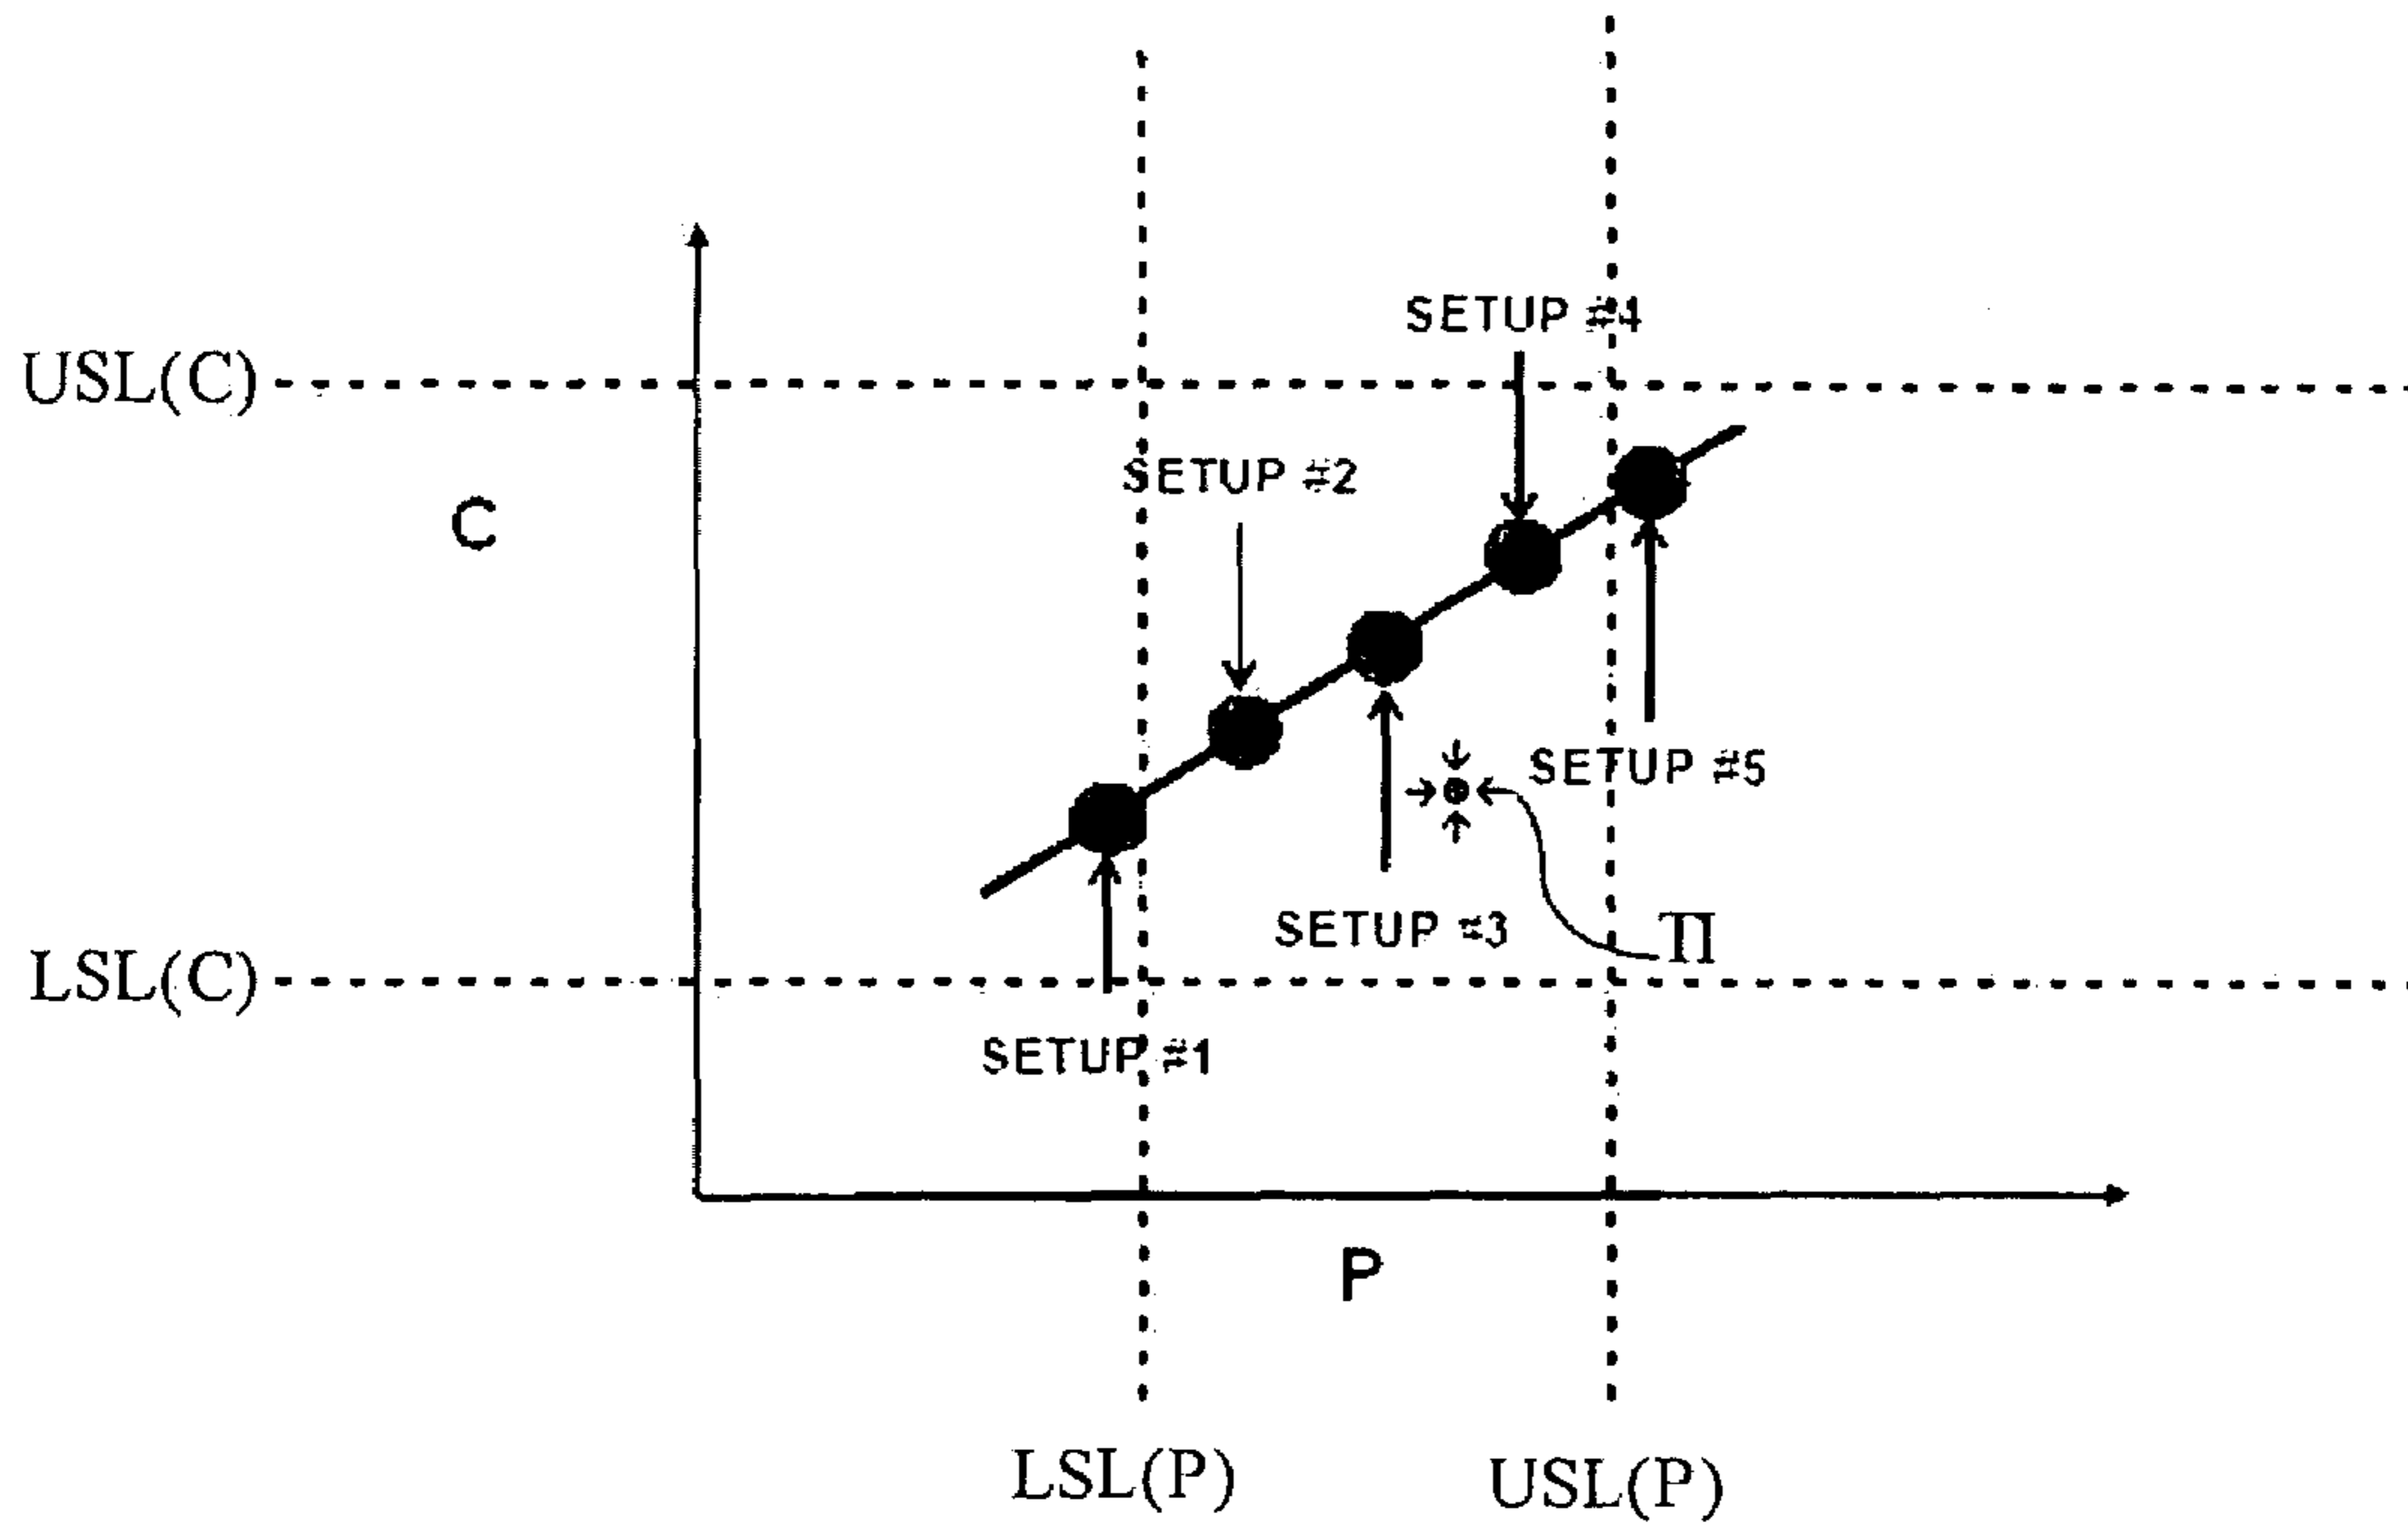 SETUP #4
USL(C)
SETUP #2
C
SETUP #5
SETUP #3
TI
LSL(C)
SETUP #1
P
LSL(P)
USL(P)